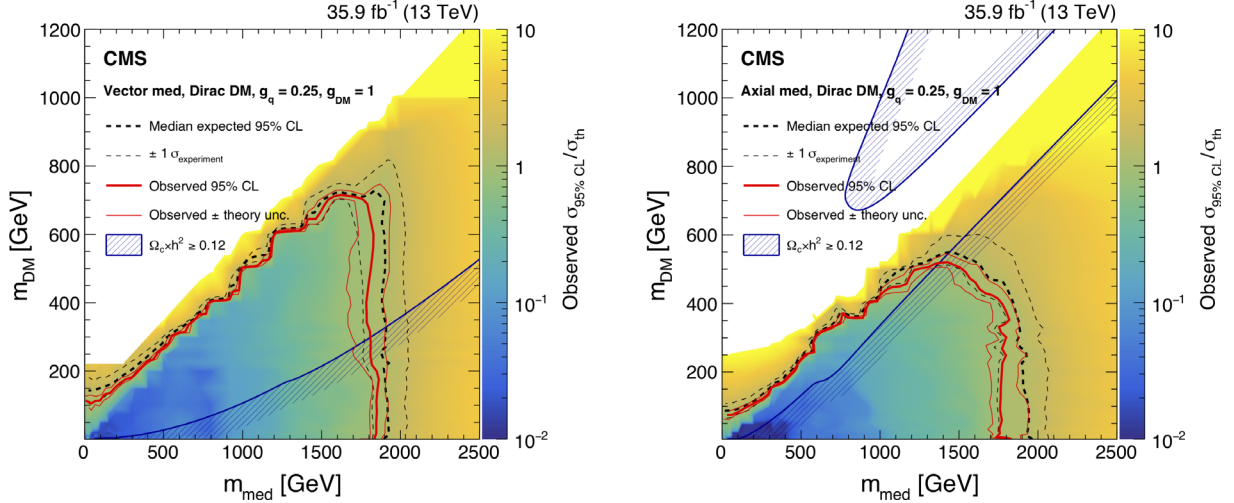 35.9 fb⁻¹ (13 TeV)
CMS
Vector med, Dirac DM, g_q = 0.25, g_DM = 1
Median expected 95% CL
± 1 σ_experiment
Observed 95% CL
Observed ± theory unc.
Ω_c×h² ≥ 0.12
m_DM [GeV]
1200
1000
800
600
400
200
0
500
1000
1500
2000
2500
m_med [GeV]
10
1
10⁻¹
10⁻²
Observed σ_95% CL/σ_th
35.9 fb⁻¹ (13 TeV)
CMS
Axial med, Dirac DM, g_q = 0.25, g_DM = 1
Median expected 95% CL
± 1 σ_experiment
Observed 95% CL
Observed ± theory unc.
Ω_c×h² ≥ 0.12
m_DM [GeV]
1200
1000
800
600
400
200
0
500
1000
1500
2000
2500
m_med [GeV]
10
1
10⁻¹
10⁻²
Observed σ_95% CL/σ_th